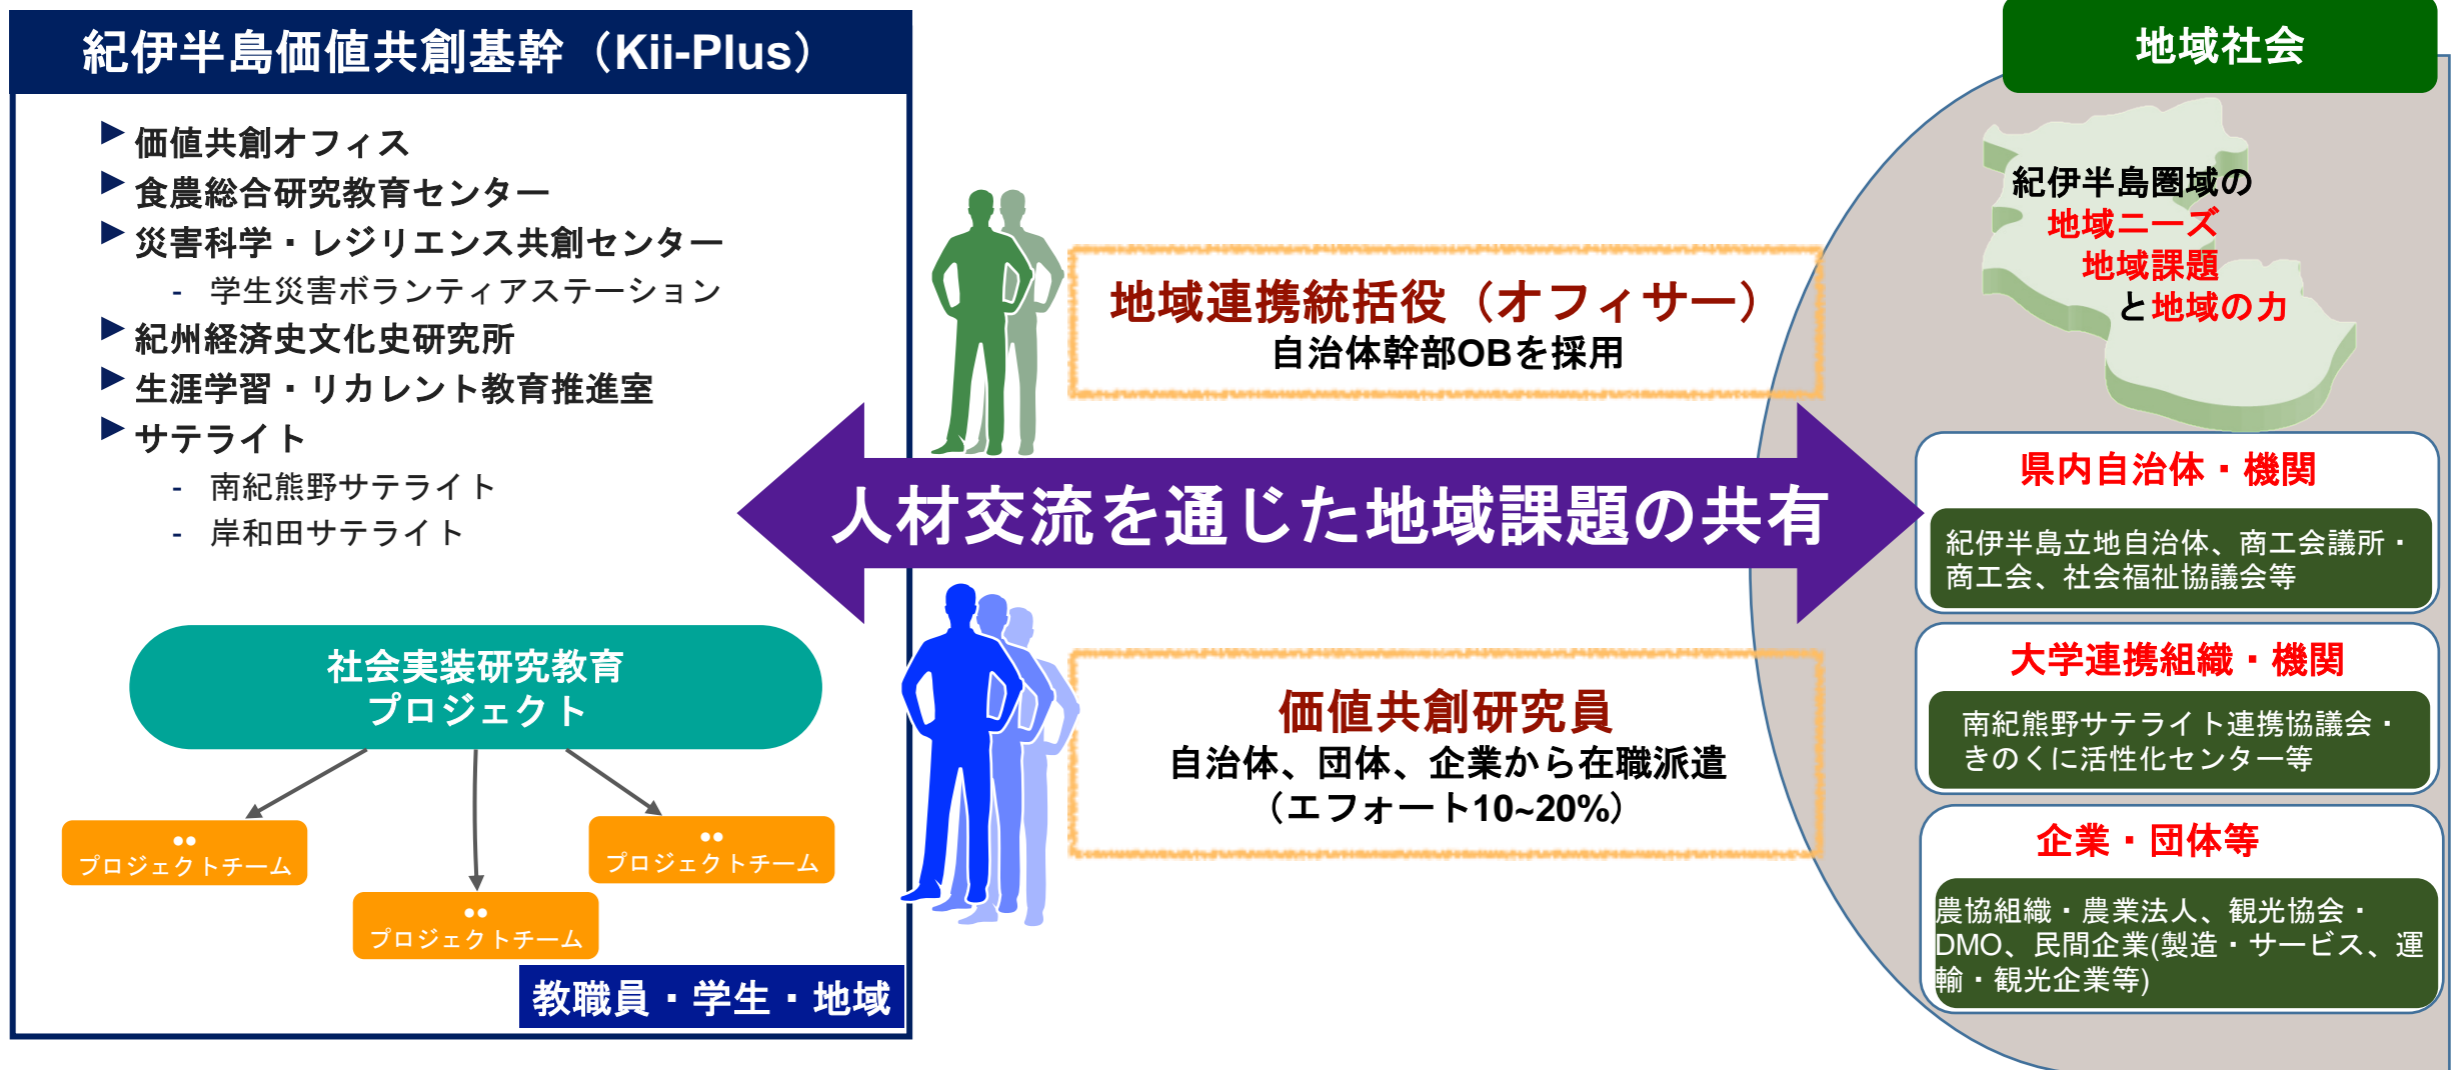 紀伊半島価値共創基幹（Kii-Plus）
価値共創オフィス
食農総合研究教育センター
災害科学・レジリエンス共創センター
- 学生災害ボランティアステーション
紀州経済史文化史研究所
生涯学習・リカレント教育推進室
サテライト
- 南紀熊野サテライト
- 岸和田サテライト
社会実装研究教育
プロジェクト
●●
プロジェクトチーム
●●
プロジェクトチーム
●●
プロジェクトチーム
教職員・学生・地域
地域連携統括役（オフィサー）
自治体幹部OBを採用
人材交流を通じた地域課題の共有
価値共創研究員
自治体、団体、企業から在職派遣
（エフォート10~20%）
地域社会
紀伊半島圏域の
地域ニーズ
地域課題
と地域の力
県内自治体・機関
紀伊半島立地自治体、商工会議所・
商工会、社会福祉協議会等
大学連携組織・機関
南紀熊野サテライト連携協議会・
きのくに活性化センター等
企業・団体等
農協組織・農業法人、観光協会・
DMO、民間企業(製造・サービス、運
輸・観光企業等)